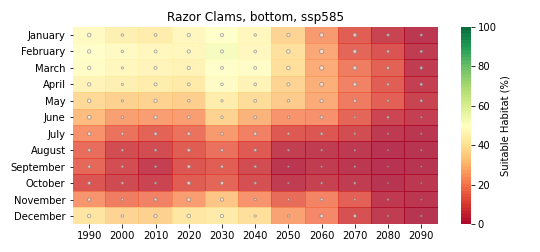 Razor Clams, bottom, ssp585
January
February
March
April
May
June
July
August
September
October
November
December
1990 2000 2010 2020 2030 2040 2050 2060 2070 2080 2090
100
80
60
40
20
0
Suitable Habitat (%)